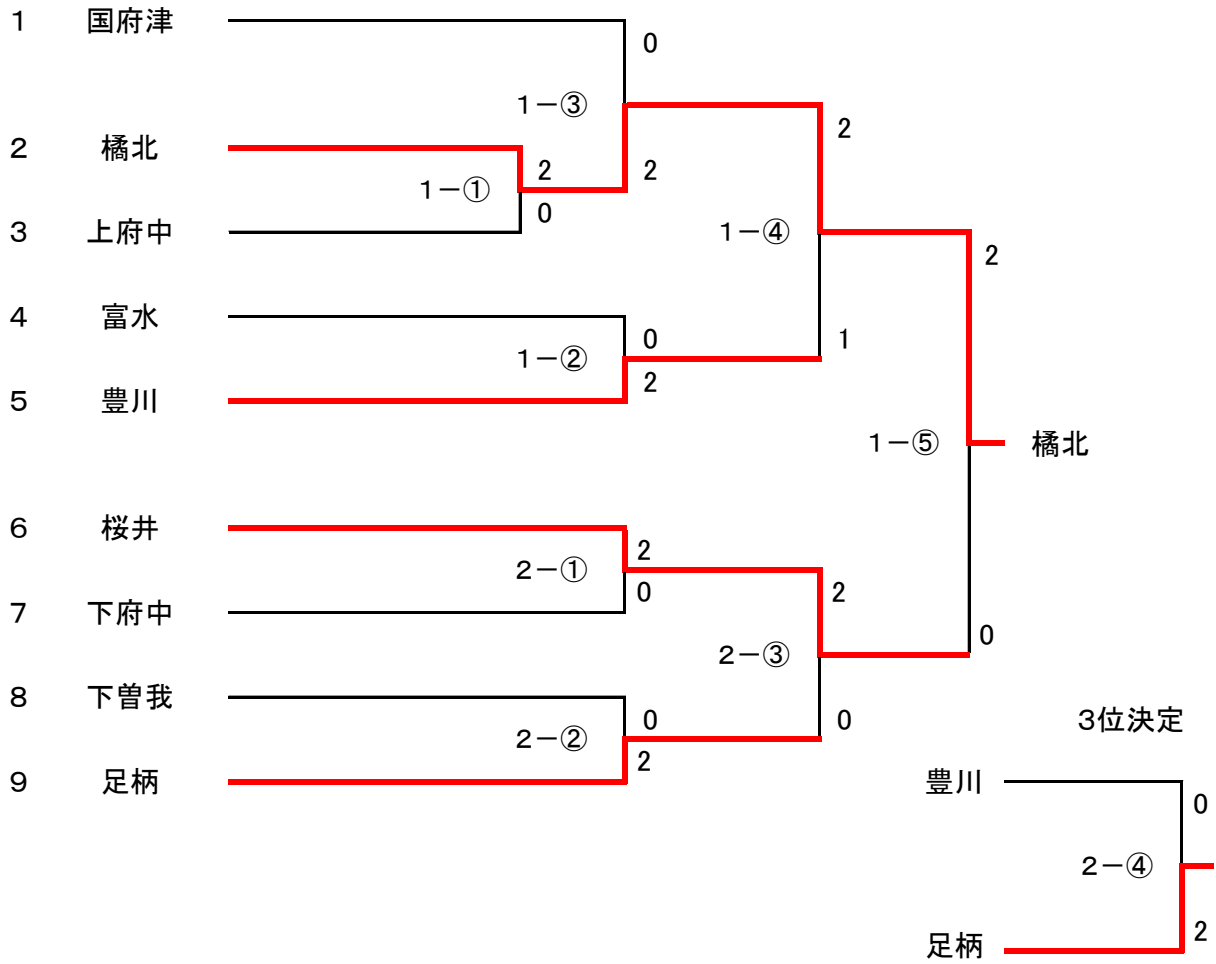 １ 国府津
0
１－③
2
２ 橘北
2
１－①
2
0
３ 上府中
１－④
2
４ 富水
0
１－②
1
2
５ 豊川
１－⑤
橘北
６ 桜井
2
２－①
0
2
７ 下府中
0
２－③
８ 下曽我
0
0
3位決定
２－②
2
９ 足柄
豊川
0
２－④
2
足柄